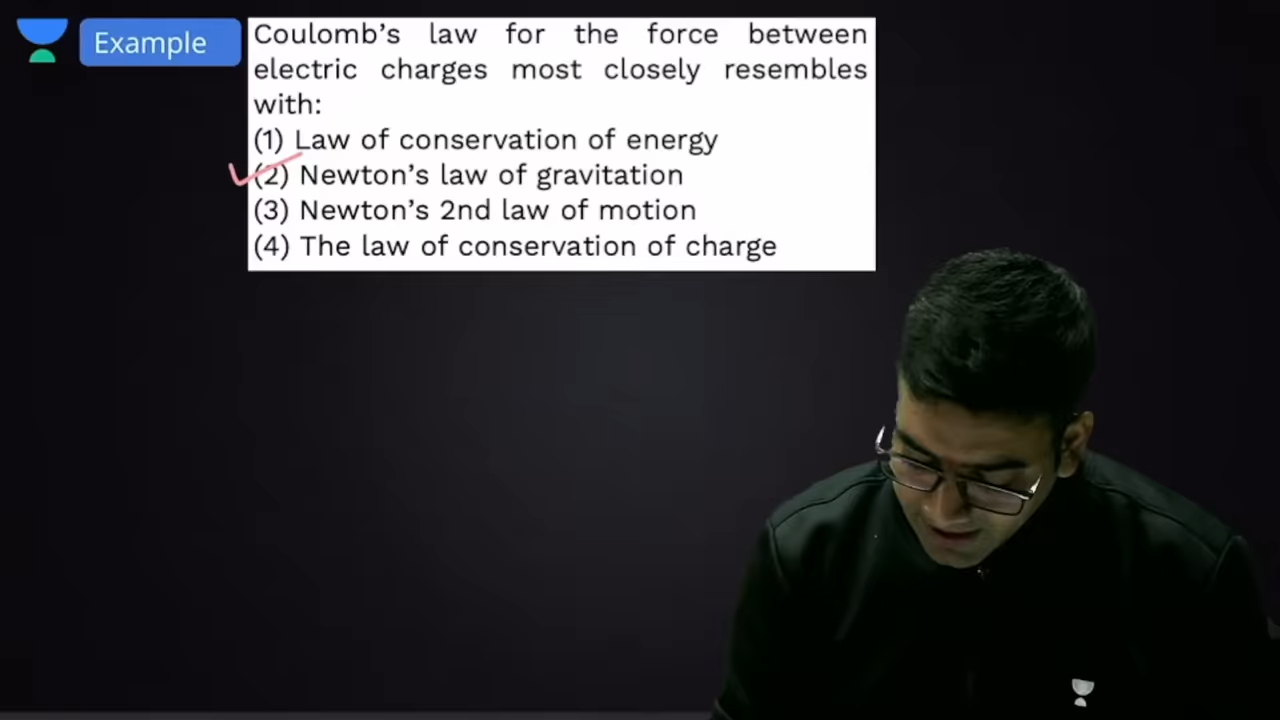 Example
Coulomb's law for the force between
electric charges most closely resembles
with:
(1) Law of conservation of energy
(2) Newton's law of gravitation
(3) Newton's 2nd law of motion
(4) The law of conservation of charge